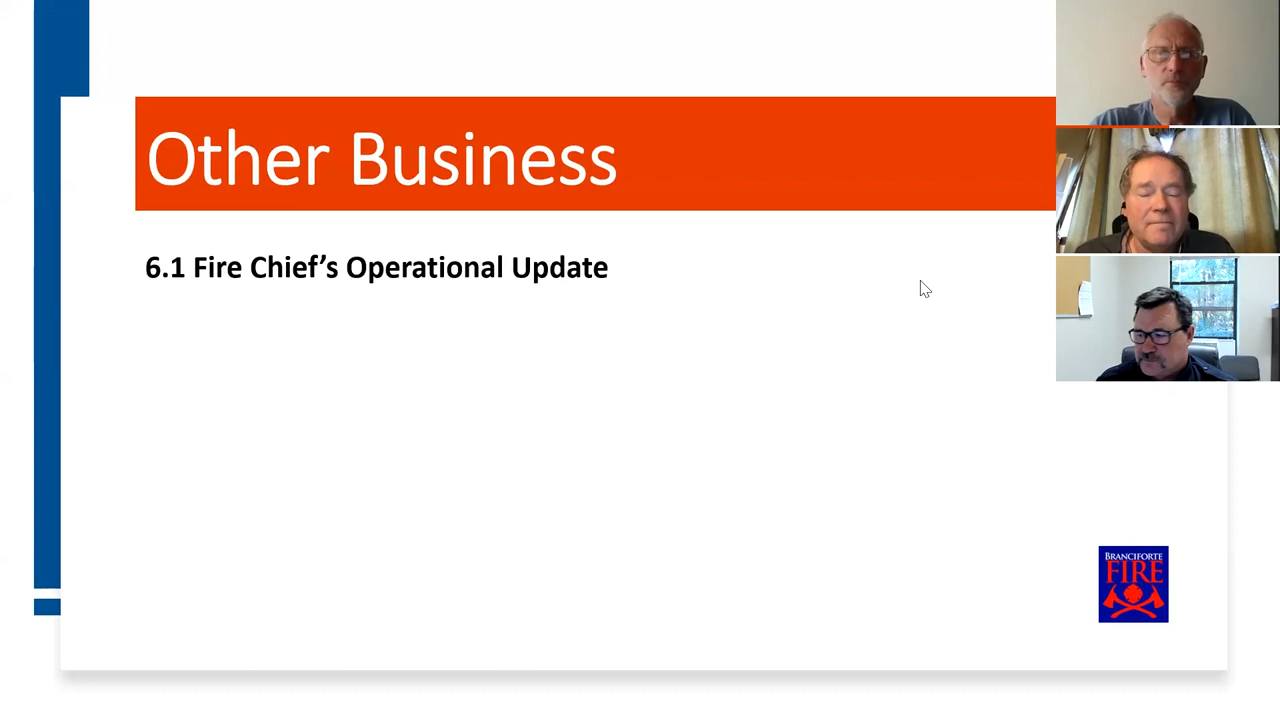 Other Business
6.1 Fire Chief’s Operational Update
BRANCIFORTE
FIRE